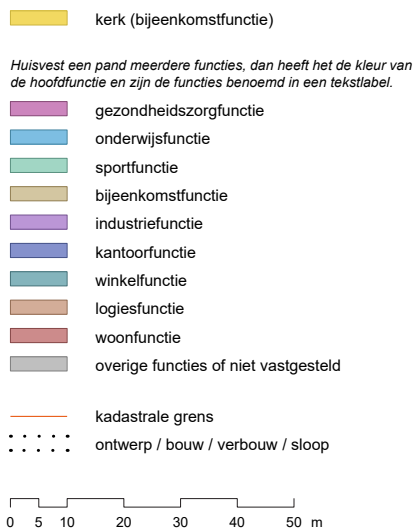 kerk (bijeenkomstfunctie)
Huisvest een pand meerdere functies, dan heeft het de kleur van
de hoofdfunctie en zijn de functies benoemd in een tekstlabel.
gezondheidszorgfunctie
onderwijsfunctie
sportfunctie
bijeenkomstfunctie
industriefunctie
kantoorfunctie
winkelfunctie
logiesfunctie
woonfunctie
overige functies of niet vastgesteld
kadastrale grens
ontwerp / bouw / verbouw / sloop
0 5 10 20 30 40 50 m